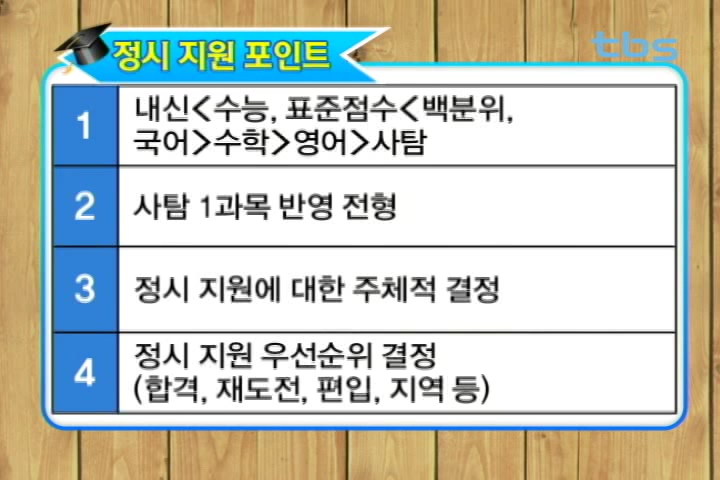 정시 지원 포인트
tbs
1
내신<수능, 표준점수<백분위,
국어>수학>영어>사탐
2
사탐 1과목 반영 전형
3
정시 지원에 대한 주체적 결정
4
정시 지원 우선순위 결정
(합격, 재도전, 편입, 지역 등)